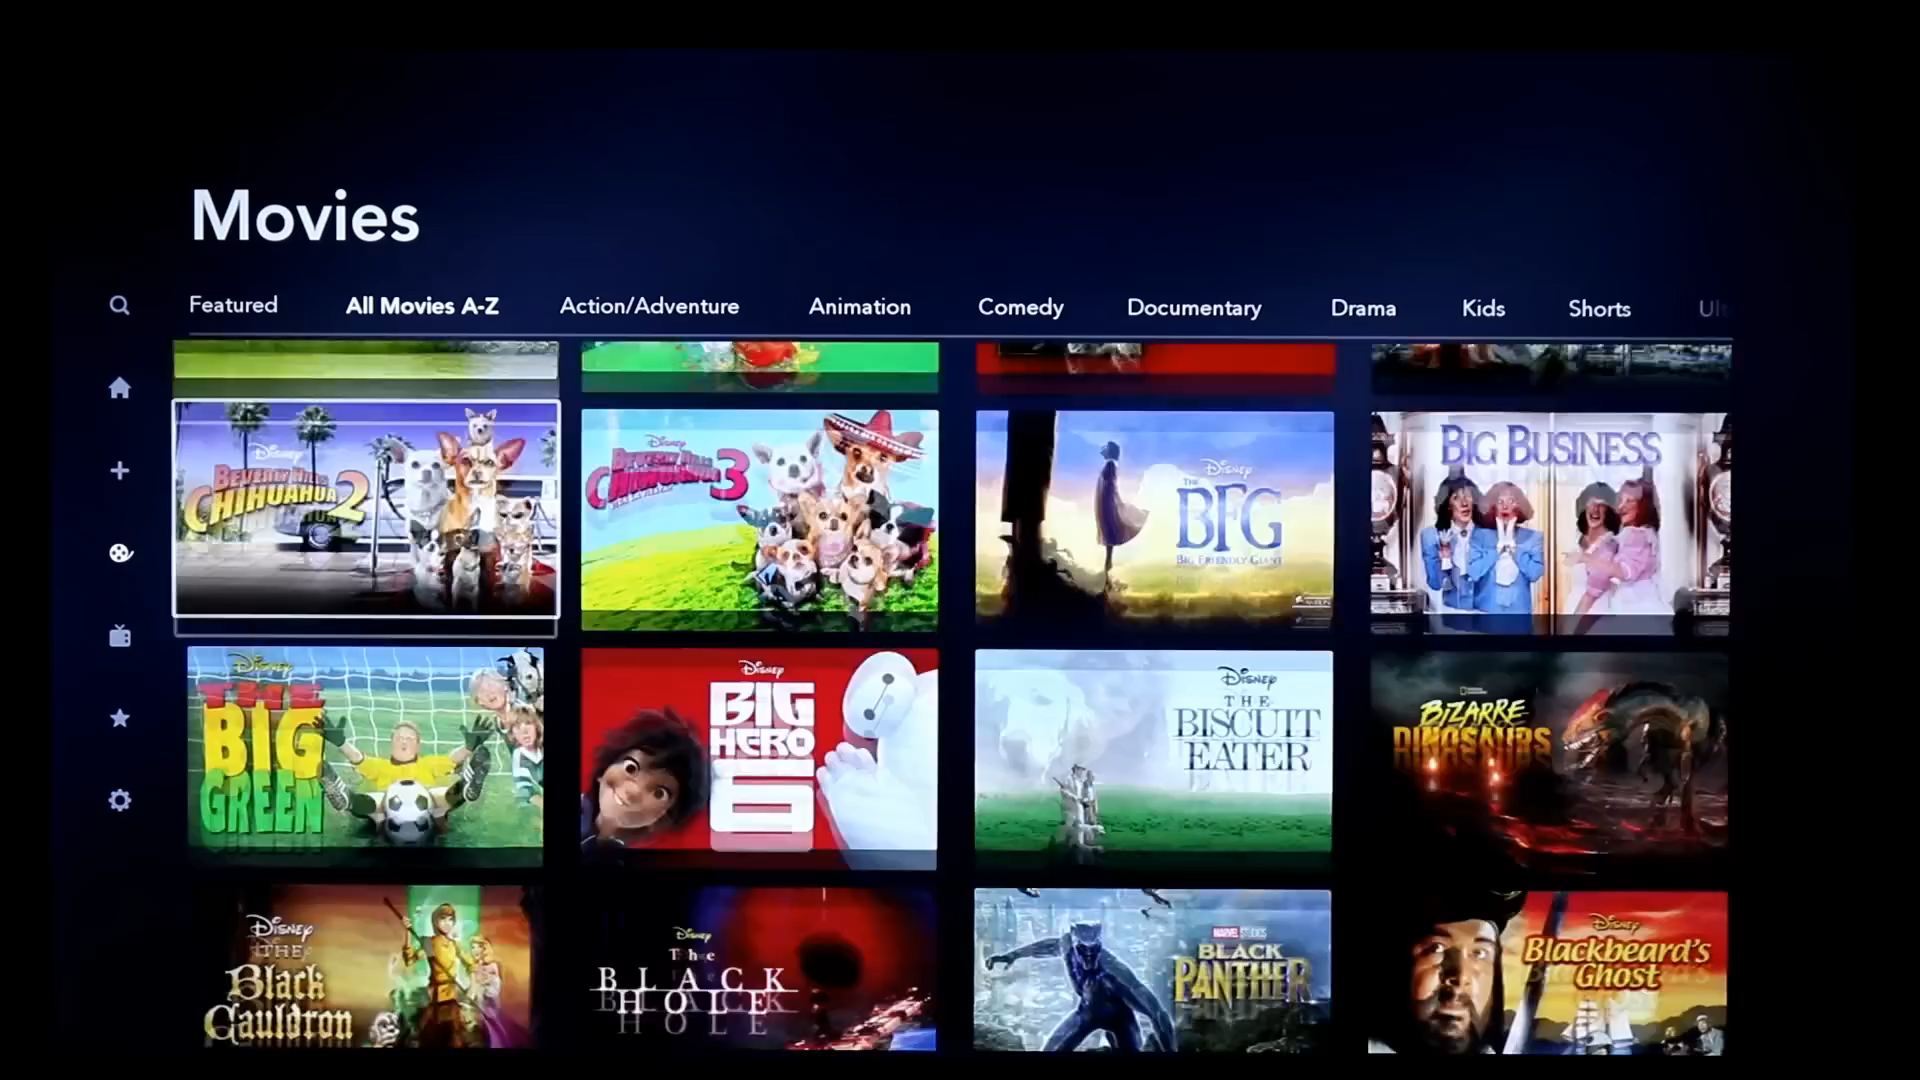 Movies
Featured
All Movies A-Z
Action/Adventure
Animation
Comedy
Documentary
Drama
Kids
Shorts
Ult
Disney
BEVERLY HILLS
CHIHUAHUA 2
Disney
BEVERLY HILLS
CHIHUAHUA 3
Disney
THE
BFG
BIG FRIENDLY GIANT
BIG BUSINESS
Disney
THE
BIG
GREEN
Disney
BIG
HERO
6
Disney
THE
BISCUIT
EATER
BIZARRE
DINOSAURS
Disney
THE
Black
Cauldron
Disney
The
BLACK
HOLE
MARVEL STUDIOS
BLACK
PANTHER
Disney
Blackbeard's
Ghost